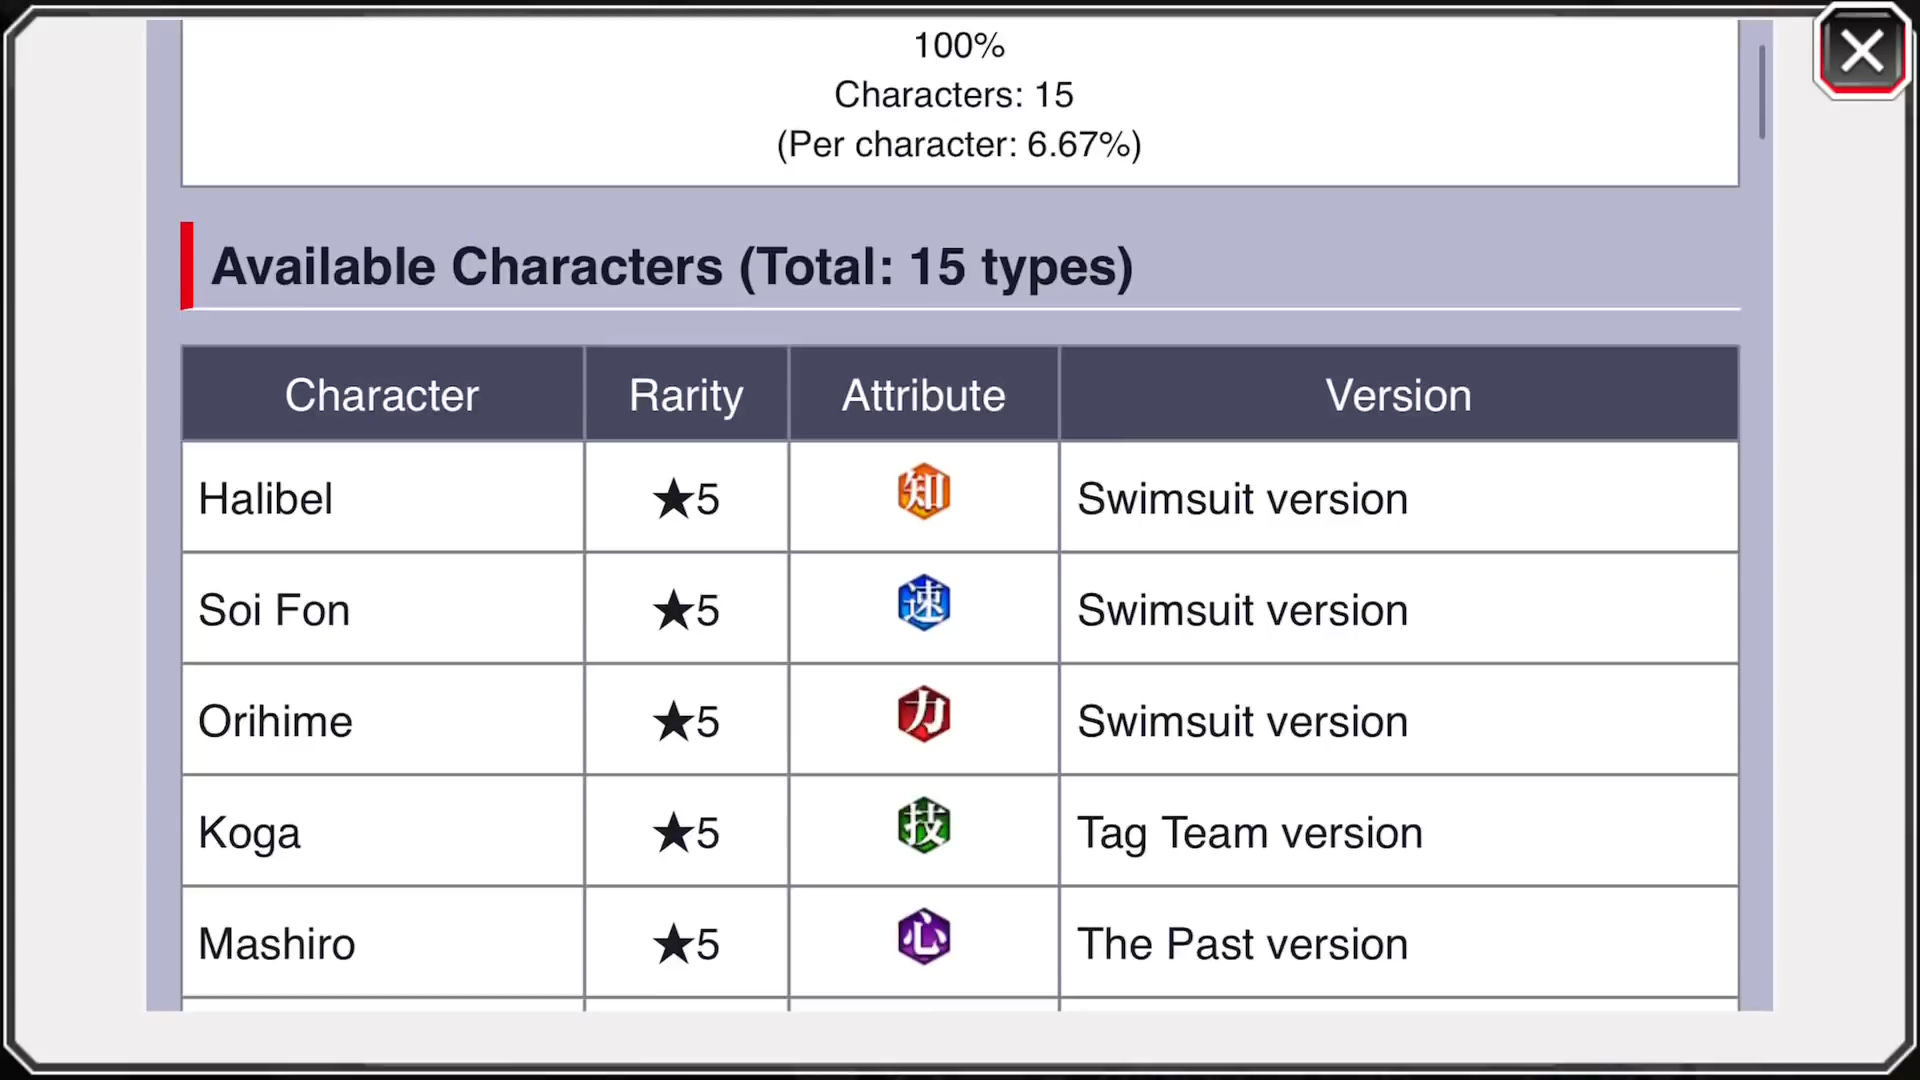 100%
Characters: 15
(Per character: 6.67%)
Available Characters (Total: 15 types)
Character Rarity Attribute Version
Halibel ★5 知 Swimsuit version
Soi Fon ★5 速 Swimsuit version
Orihime ★5 力 Swimsuit version
Koga ★5 技 Tag Team version
Mashiro ★5 心 The Past version